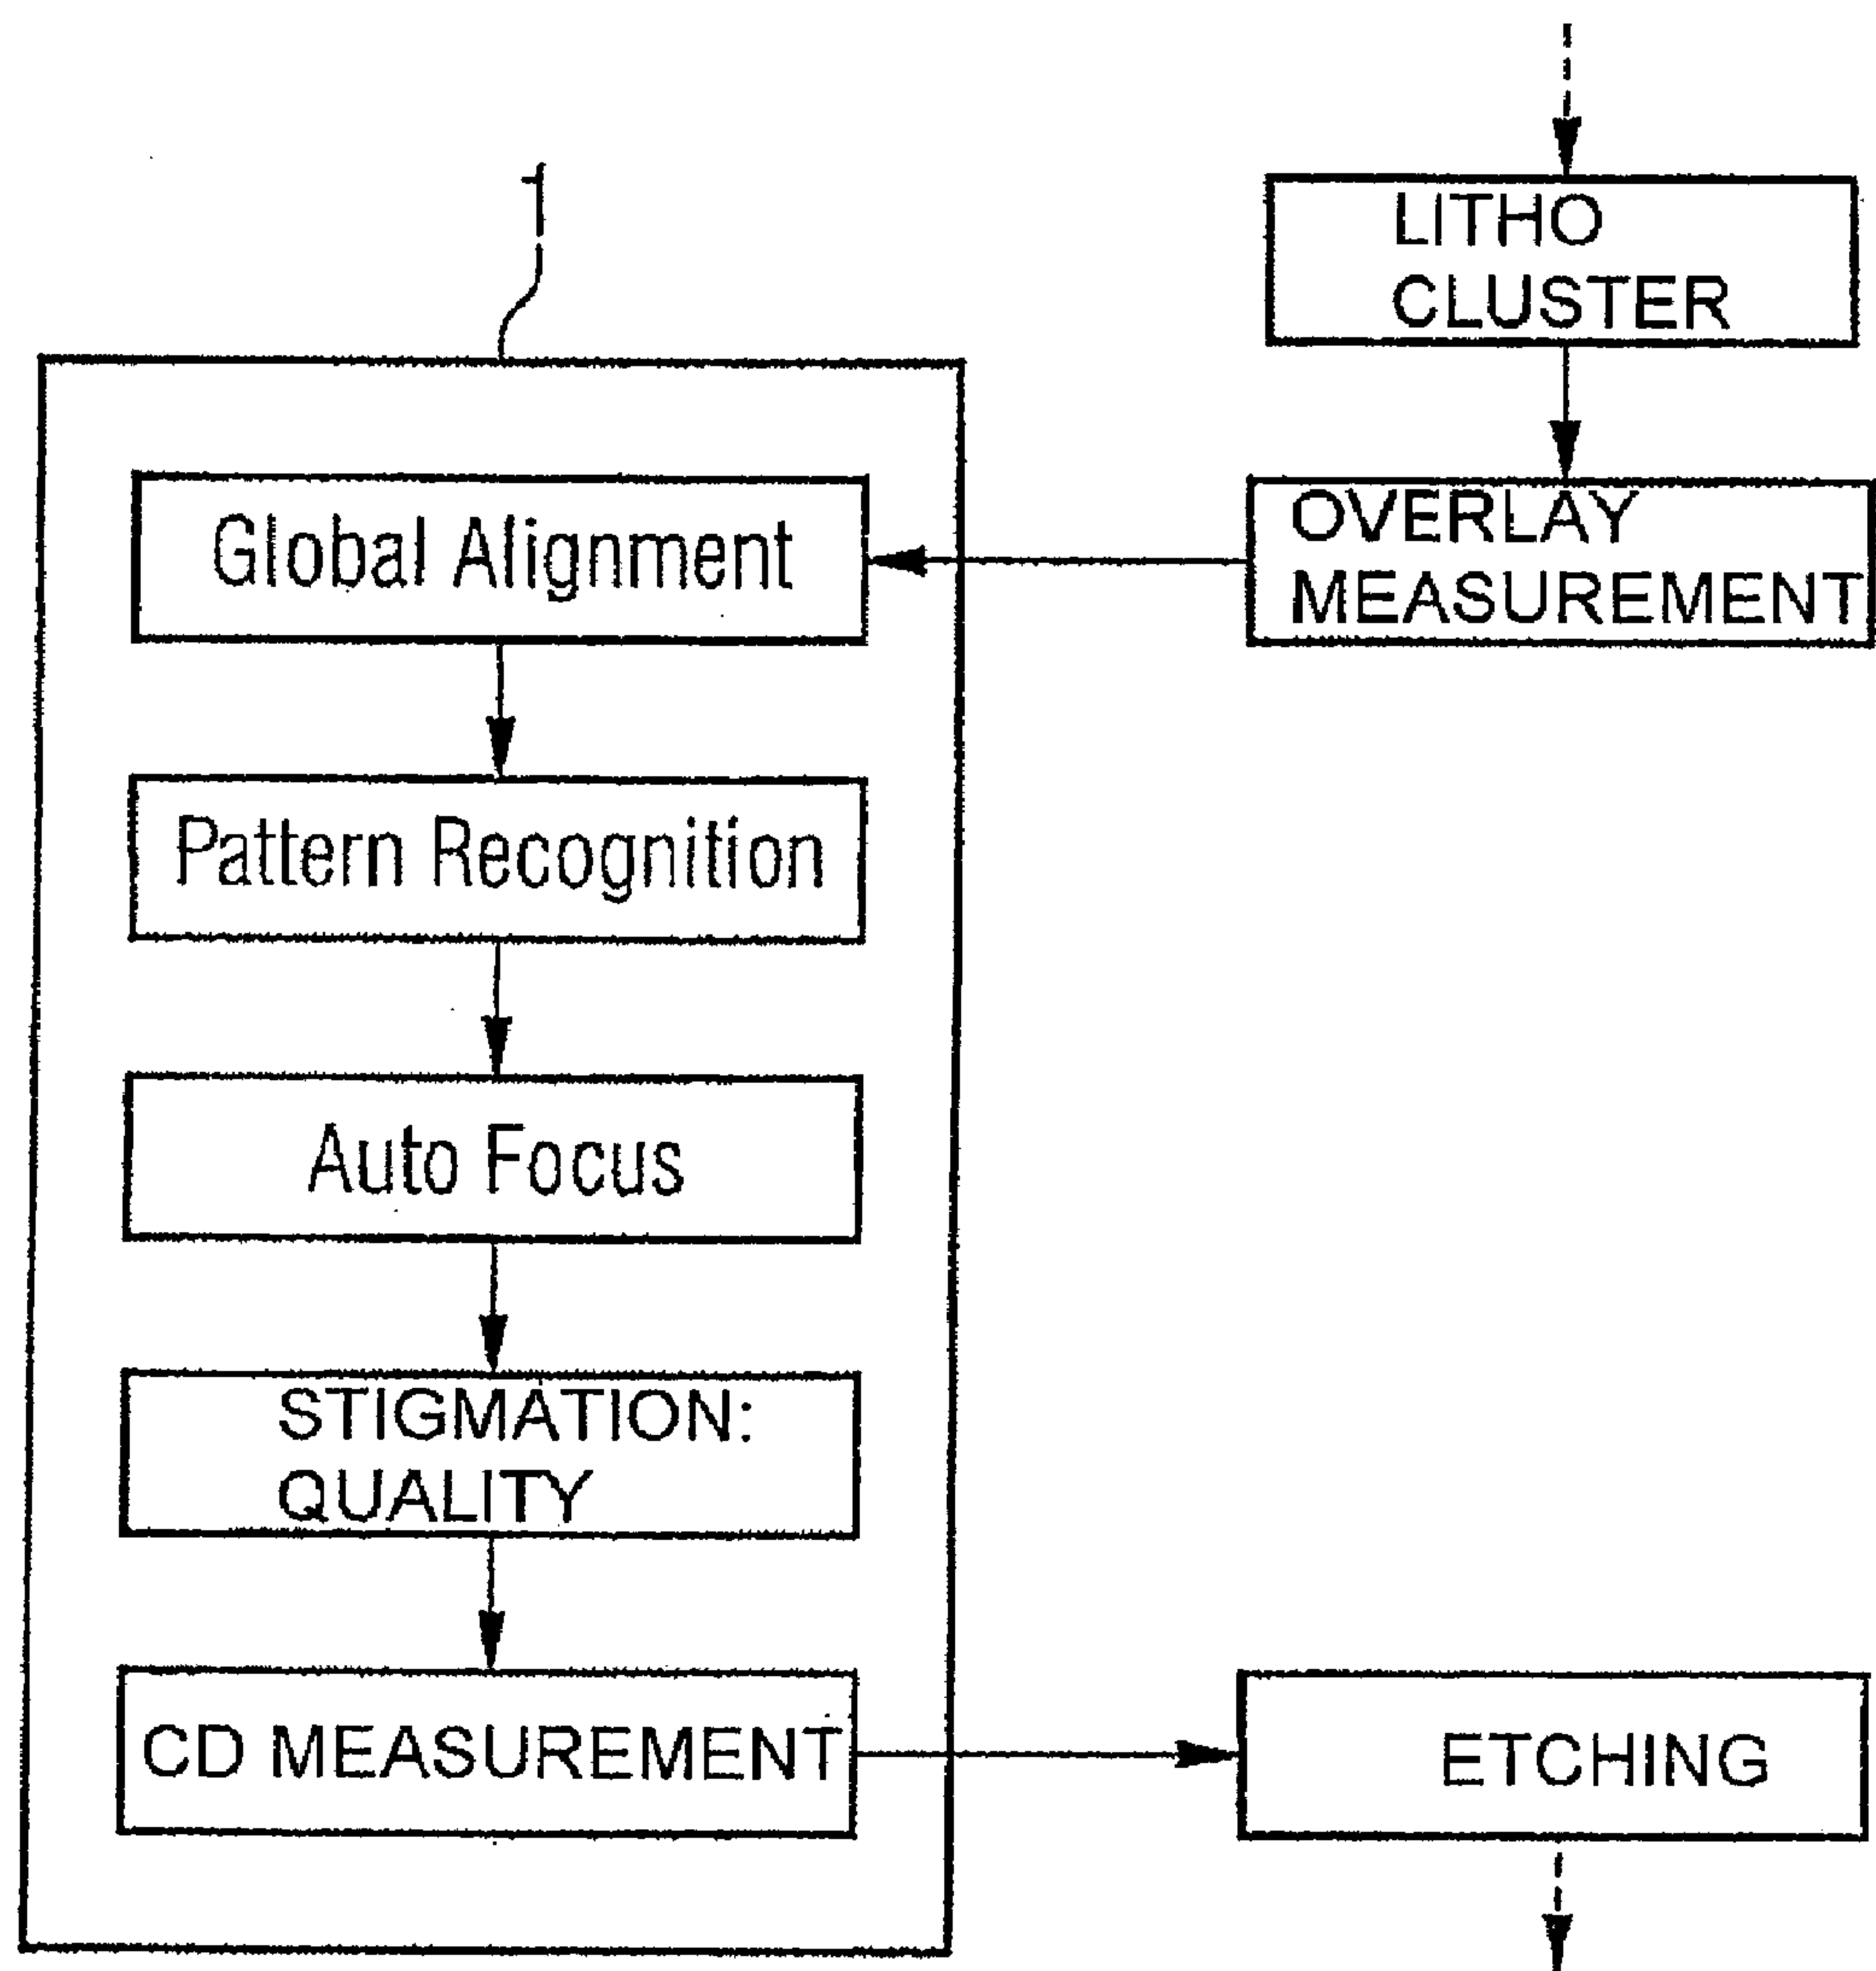 1
LITHO
CLUSTER
OVERLAY
MEASUREMENT
Global Alignment
Pattern Recognition
Auto Focus
STIGMATION:
QUALITY
CD MEASUREMENT
ETCHING